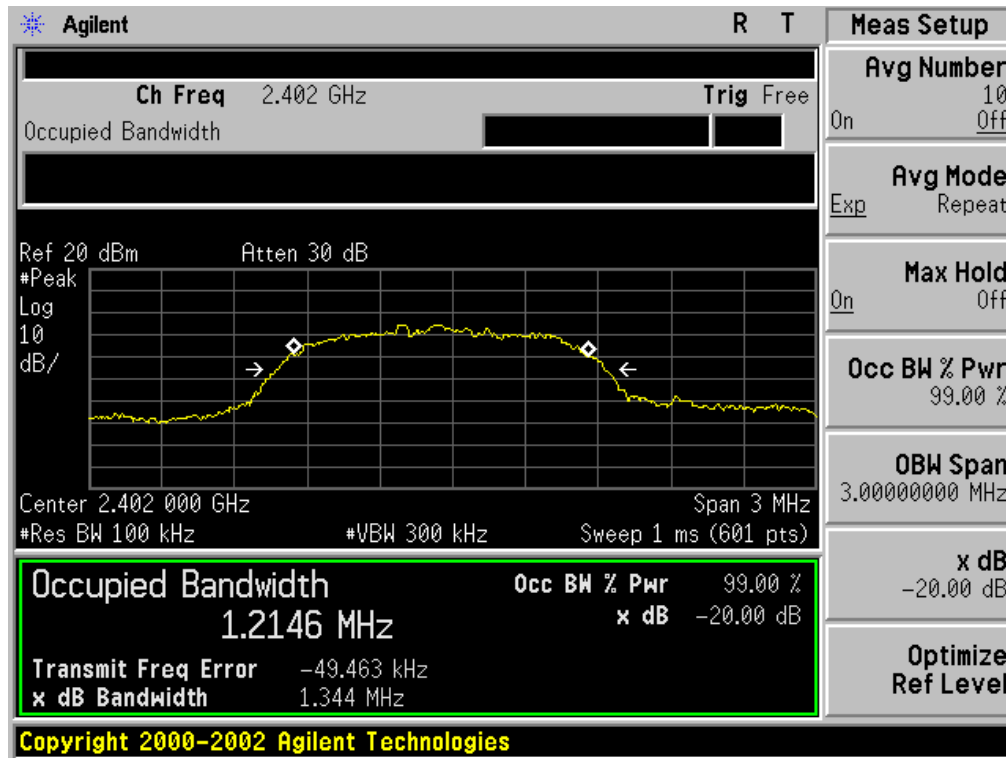 Agilent R T
Ch Freq 2.402 GHz Trig Free
Occupied Bandwidth
Ref 20 dBm Atten 30 dB
#Peak
Log
10
dB/
Center 2.402 000 GHz Span 3 MHz
#Res BW 100 kHz #VBW 300 kHz Sweep 1 ms (601 pts)
Occupied Bandwidth Occ BW % Pwr 99.00 %
1.2146 MHz x dB -20.00 dB
Transmit Freq Error -49.463 kHz
x dB Bandwidth 1.344 MHz
Copyright 2000-2002 Agilent Technologies
Meas Setup
Avg Number
10
On Off
Avg Mode
Exp Repeat
Max Hold
On Off
Occ BW % Pwr
99.00 %
OBW Span
3.00000000 MHz
x dB
-20.00 dB
Optimize
Ref Level